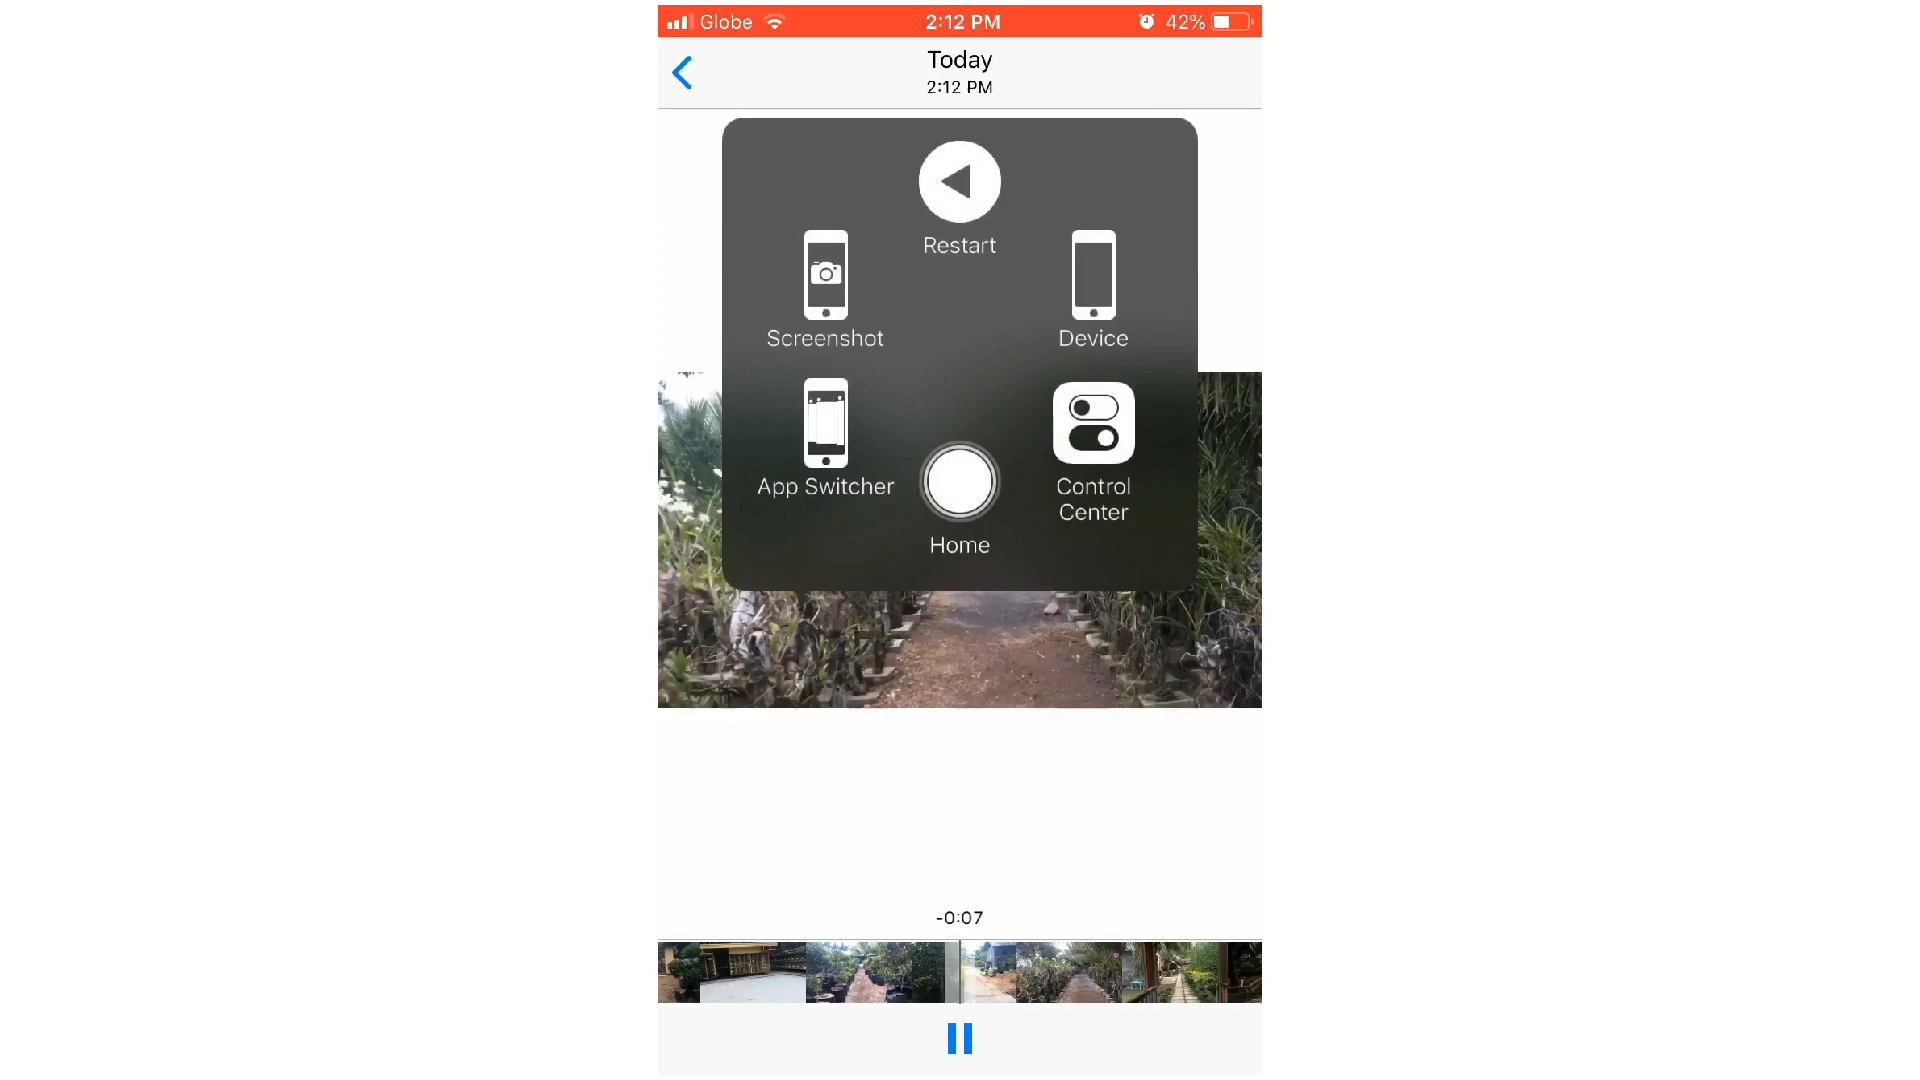 Globe
2:12 PM
42%
Today
2:12 PM
Restart
Screenshot
Device
App Switcher
Control
Center
Home
-0:07